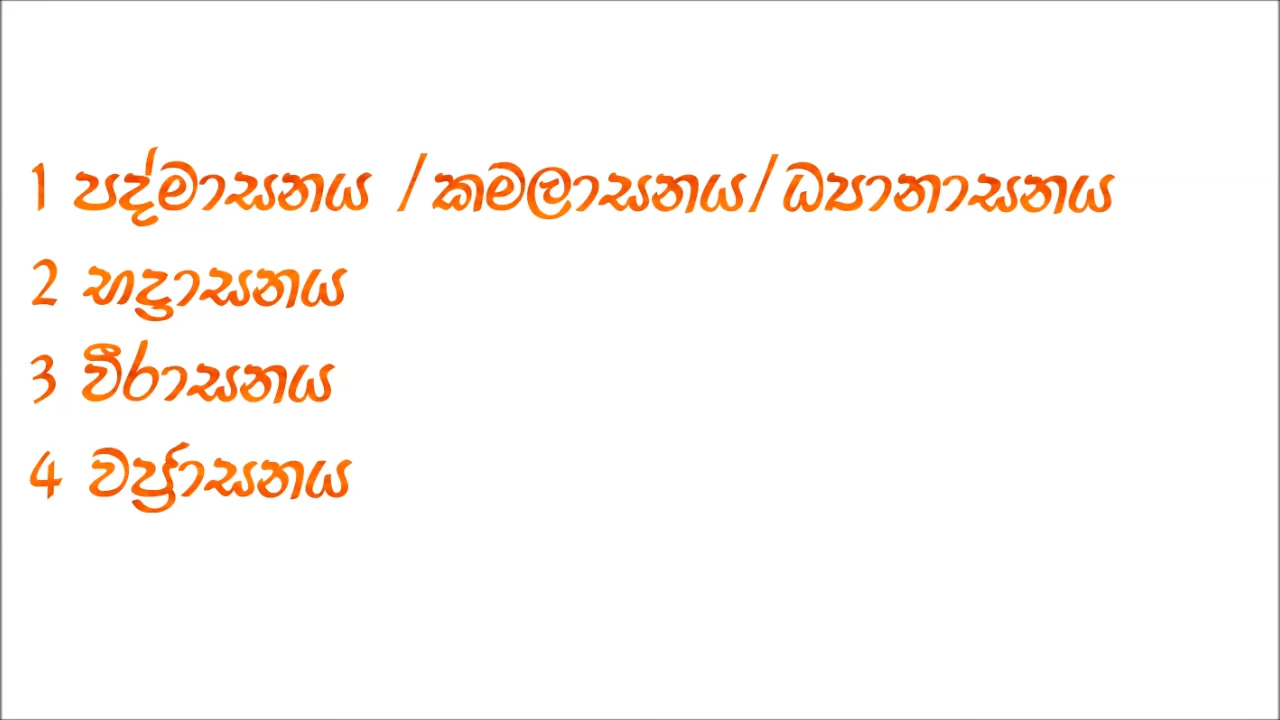 1 පද්මාසනය /කමලාසනය/ධ්‍යානාසනය
2 භද්‍රාසනය
3 වීරාසනය
4 වජ්‍රාසනය